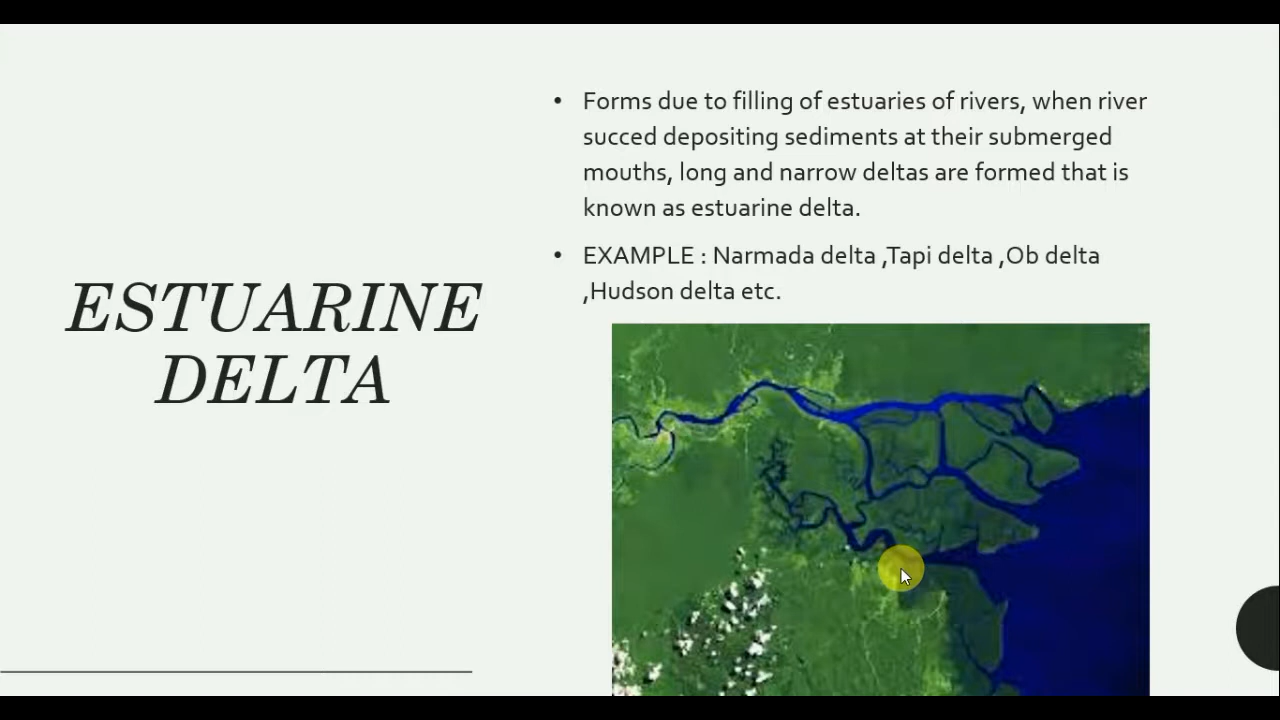 ESTUARINE
DELTA
• Forms due to filling of estuaries of rivers, when river
succed depositing sediments at their submerged
mouths, long and narrow deltas are formed that is
known as estuarine delta.
• EXAMPLE : Narmada delta ,Tapi delta ,Ob delta
,Hudson delta etc.